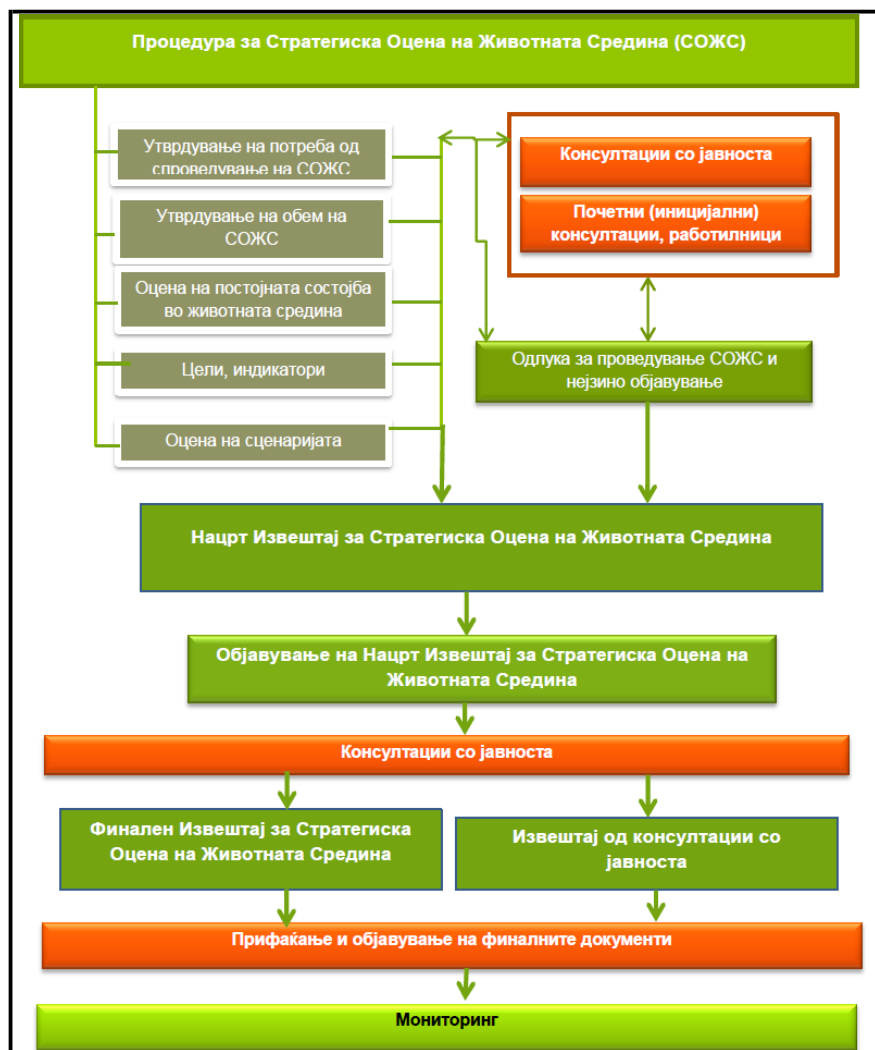 Процедура за Стратегиска Оцена на Животната Средина (СОЖС)
Утврдување на потреба од
спроведување на СОЖС
Утврдување на обем на
СОЖС
Оцена на постојната состојба
во животната средина
Цели, индикатори
Оцена на сценаријата
Консултации со јавноста
Почетни (иницијални)
консултации, работилници
Одлука за проведување СОЖС и
нејзино објавување
Нацрт Извештај за Стратегиска Оцена на Животната Средина
Објавување на Нацрт Извештај за Стратегиска Оцена на
Животната Средина
Консултации со јавноста
Финален Извештај за Стратегиска
Оцена на Животната Средина
Извештај од консултации со
јавноста
Прифаќање и објавување на финалните документи
Мониторинг